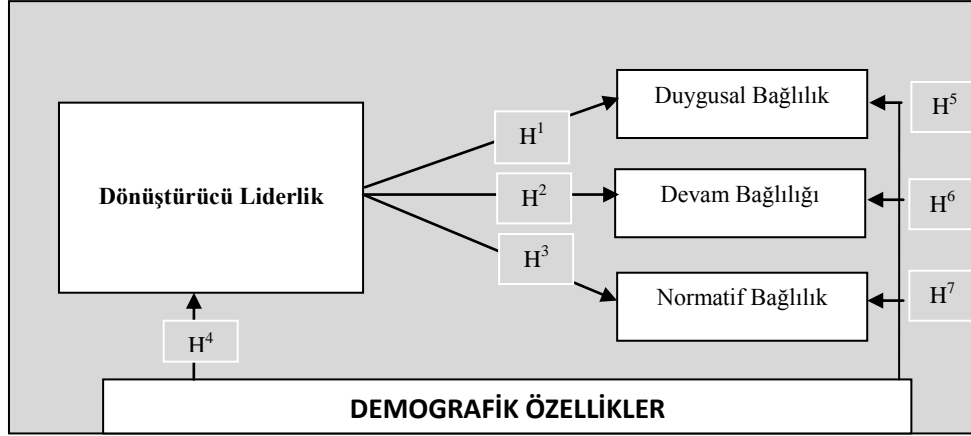 Duygusal Bağlılık
H⁵
H¹
Dönüştürücü Liderlik
H²
Devam Bağlılığı
H⁶
H³
Normatif Bağlılık
H⁷
H⁴
DEMOGRAFİK ÖZELLİKLER